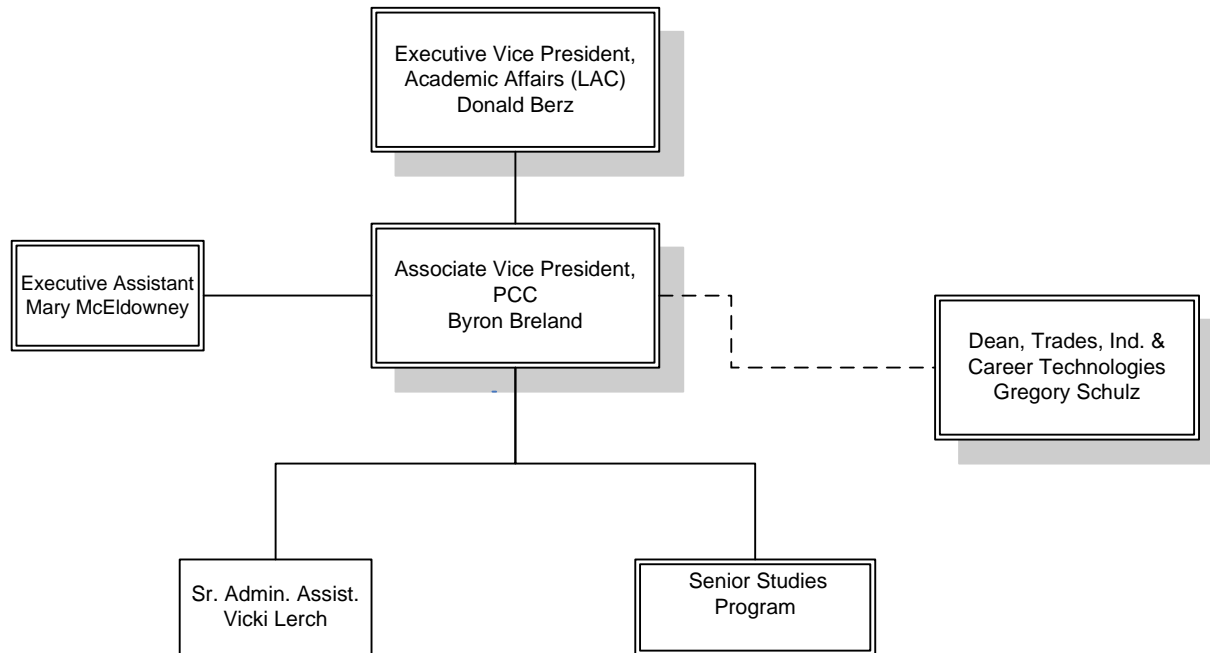 Executive Vice President,
Academic Affairs (LAC)
Donald Berz
Associate Vice President,
PCC
Byron Breland
Executive Assistant
Mary McEldowney
Dean, Trades, Ind. &
Career Technologies
Gregory Schulz
Sr. Admin. Assist.
Vicki Lerch
Senior Studies
Program